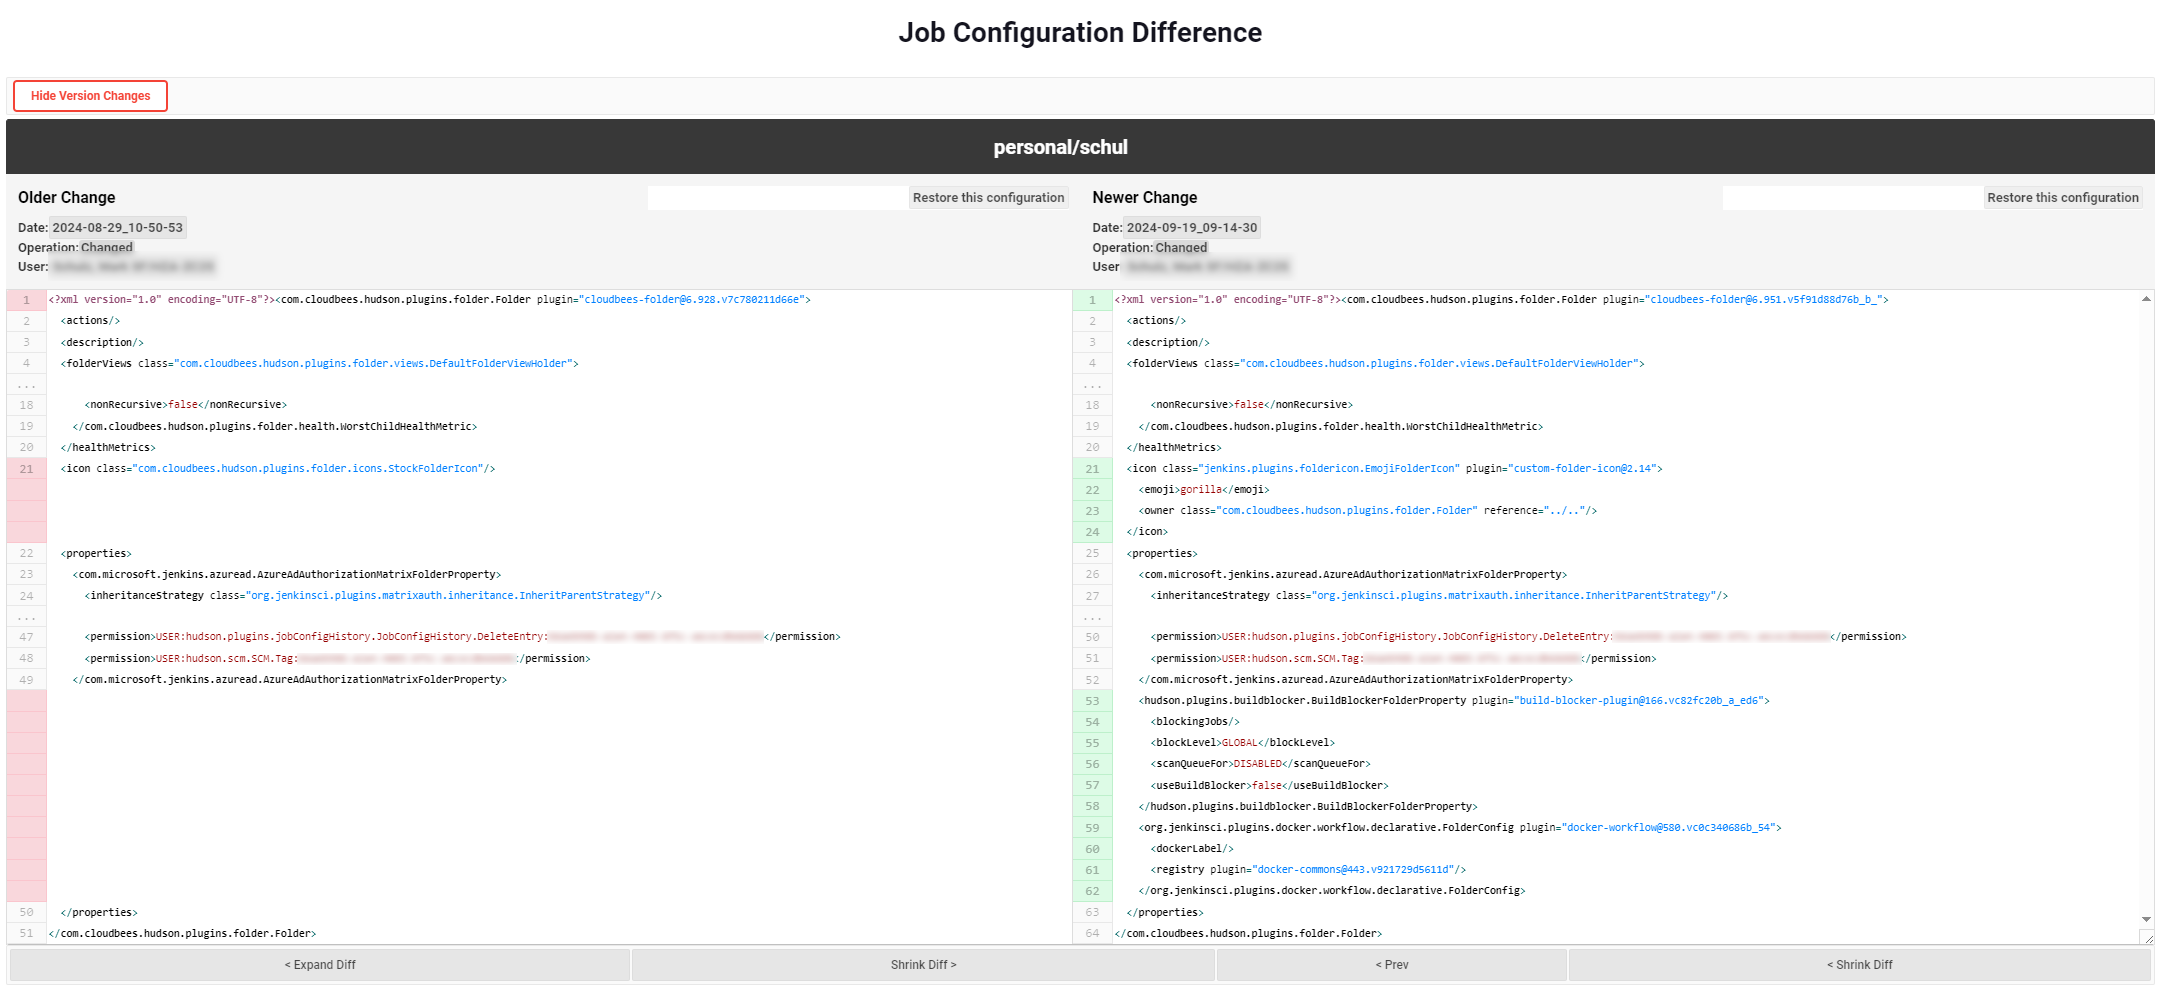 Job Configuration Difference
Hide Version Changes
personal/schul
Older Change
Restore this configuration
Date: 2024-08-29_10-50-53
Operation: Changed
User:
1 <?xml version="1.0" encoding="UTF-8"?><com.cloudbees.hudson.plugins.folder.Folder plugin="cloudbees-folder@6.928.v7c780211d66e">
2 <actions/>
3 <description/>
4 <folderViews class="com.cloudbees.hudson.plugins.folder.views.DefaultFolderViewHolder">
...
18 <nonRecursive>false</nonRecursive>
19 </com.cloudbees.hudson.plugins.folder.health.WorstChildHealthMetric>
20 </healthMetrics>
21 <icon class="com.cloudbees.hudson.plugins.folder.icons.StockFolderIcon"/>
22 <properties>
23 <com.microsoft.jenkins.azuread.AzureAdAuthorizationMatrixFolderProperty>
24 <inheritanceStrategy class="org.jenkinsci.plugins.matrixauth.inheritance.InheritParentStrategy"/>
...
47 <permission>USER:hudson.plugins.jobConfigHistory.JobConfigHistory.DeleteEntry: </permission>
48 <permission>USER:hudson.scm.SCM.Tag: </permission>
49 </com.microsoft.jenkins.azuread.AzureAdAuthorizationMatrixFolderProperty>
50 </properties>
51 </com.cloudbees.hudson.plugins.folder.Folder>
Newer Change
Restore this configuration
Date: 2024-09-19_09-14-30
Operation: Changed
User
1 <?xml version="1.0" encoding="UTF-8"?><com.cloudbees.hudson.plugins.folder.Folder plugin="cloudbees-folder@6.951.v5f91d88d76b_b_">
2 <actions/>
3 <description/>
4 <folderViews class="com.cloudbees.hudson.plugins.folder.views.DefaultFolderViewHolder">
...
18 <nonRecursive>false</nonRecursive>
19 </com.cloudbees.hudson.plugins.folder.health.WorstChildHealthMetric>
20 </healthMetrics>
21 <icon class="jenkins.plugins.foldericon.EmojiFolderIcon" plugin="custom-folder-icon@2.14">
22 <emoji>gorilla</emoji>
23 <owner class="com.cloudbees.hudson.plugins.folder.Folder" reference="../.."/>
24 </icon>
25 <properties>
26 <com.microsoft.jenkins.azuread.AzureAdAuthorizationMatrixFolderProperty>
27 <inheritanceStrategy class="org.jenkinsci.plugins.matrixauth.inheritance.InheritParentStrategy"/>
...
50 <permission>USER:hudson.plugins.jobConfigHistory.JobConfigHistory.DeleteEntry: </permission>
51 <permission>USER:hudson.scm.SCM.Tag: </permission>
52 </com.microsoft.jenkins.azuread.AzureAdAuthorizationMatrixFolderProperty>
53 <hudson.plugins.buildblocker.BuildBlockerFolderProperty plugin="build-blocker-plugin@166.vc82fc20b_a_ed6">
54 <blockingJobs/>
55 <blockLevel>GLOBAL</blockLevel>
56 <scanQueueFor>DISABLED</scanQueueFor>
57 <useBuildBlocker>false</useBuildBlocker>
58 </hudson.plugins.buildblocker.BuildBlockerFolderProperty>
59 <org.jenkinsci.plugins.docker.workflow.declarative.FolderConfig plugin="docker-workflow@580.vc0c340686b_54">
60 <dockerLabel/>
61 <registry plugin="docker-commons@443.v921729d5611d"/>
62 </org.jenkinsci.plugins.docker.workflow.declarative.FolderConfig>
63 </properties>
64 </com.cloudbees.hudson.plugins.folder.Folder>
< Expand Diff
Shrink Diff >
< Prev
< Shrink Diff